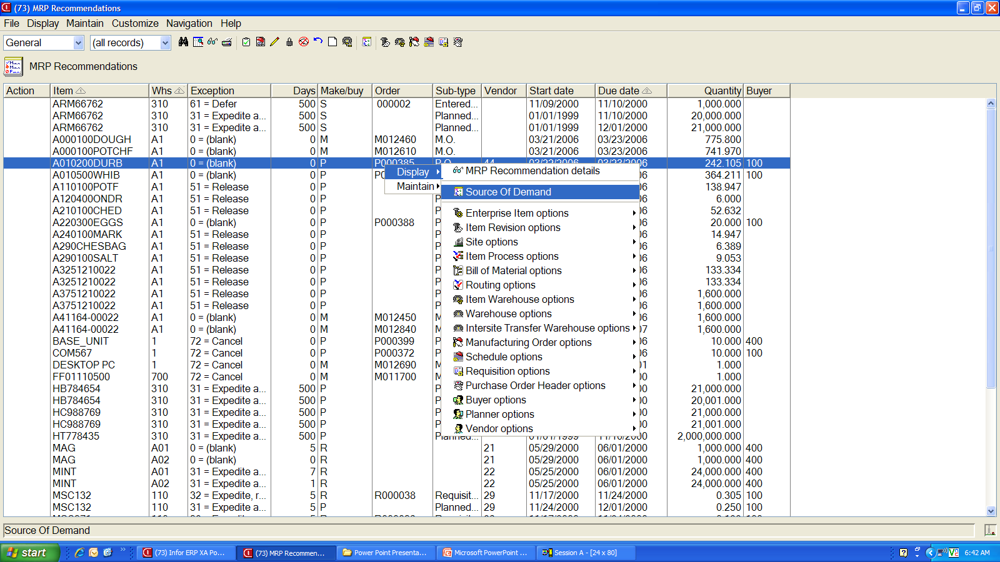 (73) MRP Recommendations
File Display Maintain Customize Navigation Help
General (all records)
MRP Recommendations
Action Item Whs Exception Days Make/buy Order Sub-type Vendor Start date Due date Quantity Buyer
ARM66762 310 61 = Defer 500 S 000002 Entered... 11/09/2000 11/10/2000 1,000.000
ARM66762 310 31 = Expedite a... 500 S Planned... 01/01/1999 11/10/2000 20,000.000
ARM66762 310 31 = Expedite a... 500 S Planned... 01/01/1999 12/01/2000 21,000.000
A000100DOUGH A1 0 = (blank) 0 M M012460 M.O. 03/21/2006 03/23/2006 775.800
A000100POTCHF A1 0 = (blank) 0 M M012610 M.O. 03/21/2006 03/23/2006 741.970
A010200DURB A1 0 = (blank) 0 P P000385 P.O. 44 03/22/2006 03/23/2006 242.105 100
Display MRP Recommendation details
A010500WHIB A1 0 = (blank) 0 P 364.211 100
Maintain
A110100POTF A1 51 = Release 0 P 138.947
Source Of Demand
A120400ONDR A1 51 = Release 0 P 6.000
A210100CHED A1 51 = Release 0 P 52.632
Enterprise Item options
A220300EGGS A1 0 = (blank) 0 P P000388 20.000 100
Item Revision options
A240100MARK A1 51 = Release 0 P 14.947
Site options
A290CHESBAG A1 51 = Release 0 P 6.389
Item Process options
A290100SALT A1 51 = Release 0 P 9.053
Bill of Material options
A3251210022 A1 51 = Release 0 P 133.334
Routing options
A3251210022 A1 51 = Release 0 P 133.334
A3751210022 A1 51 = Release 0 P 1,600.000
Item Warehouse options
A3751210022 A1 51 = Release 0 P 1,600.000
Warehouse options
A41164-00022 A1 0 = (blank) 0 M M012450 1,600.000
Intersite Transfer Warehouse options
A41164-00022 A1 0 = (blank) 0 M M012840 1,600.000
Manufacturing Order options
BASE_UNIT 1 72 = Cancel 0 P P000399 10.000 400
Schedule options
COM567 1 72 = Cancel 0 P P000372 10.000 100
DESKTOP PC 1 72 = Cancel 0 M M012690 1.000
Requisition options
FF01110500 700 72 = Cancel 0 M M011700 1.000
Purchase Order Header options
HB784654 310 31 = Expedite a... 500 P 21,000.000
Buyer options
HB784654 310 31 = Expedite a... 500 P 20,001.000
Planner options
HC988769 310 31 = Expedite a... 500 P 21,000.000
Vendor options
HC988769 310 31 = Expedite a... 500 P 21,001.000
HT778435 310 31 = Expedite a... 500 P Planned... 01/01/1999 11/10/2000 2,000,000.000
MAG A01 0 = (blank) 5 R 21 05/29/2000 06/01/2000 1,000.000 400
MAG A02 0 = (blank) 0 R 21 05/29/2000 06/01/2000 1,000.000 400
MINT A01 31 = Expedite a... 7 R 22 05/25/2000 06/01/2000 24,000.000 400
MINT A02 31 = Expedite a... 1 R 22 05/25/2000 06/01/2000 24,000.000 400
MSC132 110 32 = Expedite, r... 5 R R000038 Requisit... 29 11/17/2000 11/24/2000 0.305 100
MSC132 110 31 = Expedite a... 5 P Planned... 29 11/24/2000 12/01/2000 0.250 100
Source Of Demand
start (73) Infor ERP XA Po... (73) MRP Recommen... Power Point Presenta... Microsoft PowerPoint ... Session A - [24 x 80] 6:42 AM